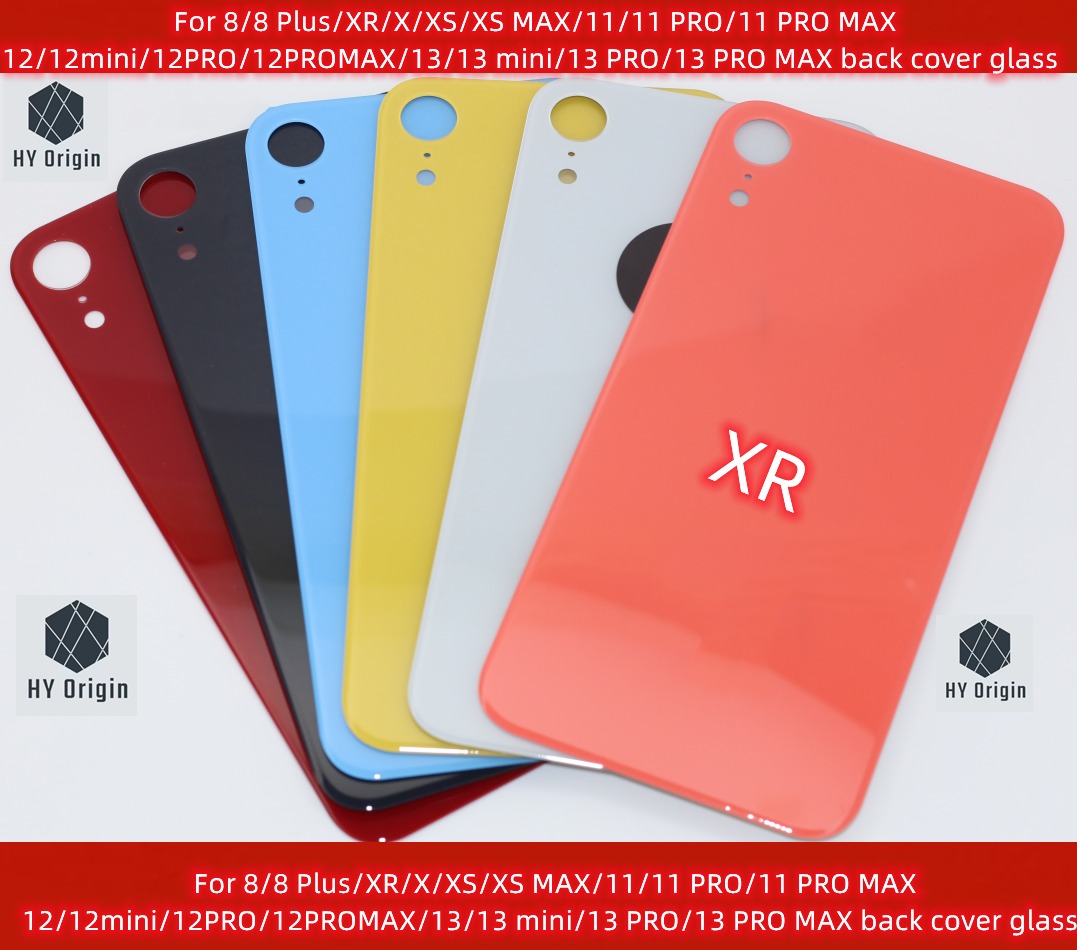 For 8/8 Plus/XR/X/XS/XS MAX/11/11 PRO/11 PRO MAX
12/12mini/12PRO/12PROMAX/13/13 mini/13 PRO/13 PRO MAX back cover glass
HY Origin
XR
HY Origin
HY Origin
For 8/8 Plus/XR/X/XS/XS MAX/11/11 PRO/11 PRO MAX
12/12mini/12PRO/12PROMAX/13/13 mini/13 PRO/13 PRO MAX back cover glass